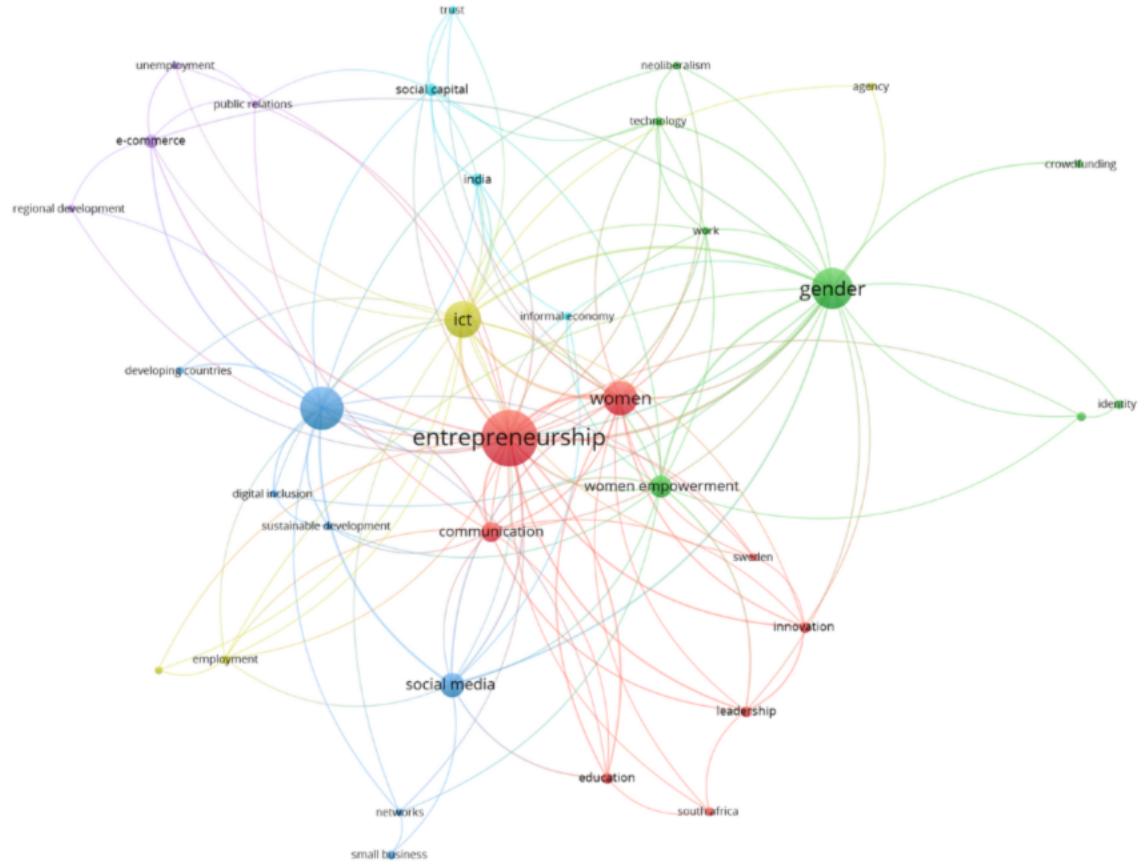 trust
unemployment
neoliberalism
agency
social capital
public relations
technology
e-commerce
crowdfunding
india
regional development
work
gender
ict
informal economy
developing countries
women
identity
entrepreneurship
women empowerment
digital inclusion
sustainable development
communication
sweden
innovation
employment
social media
leadership
education
south africa
networks
small business